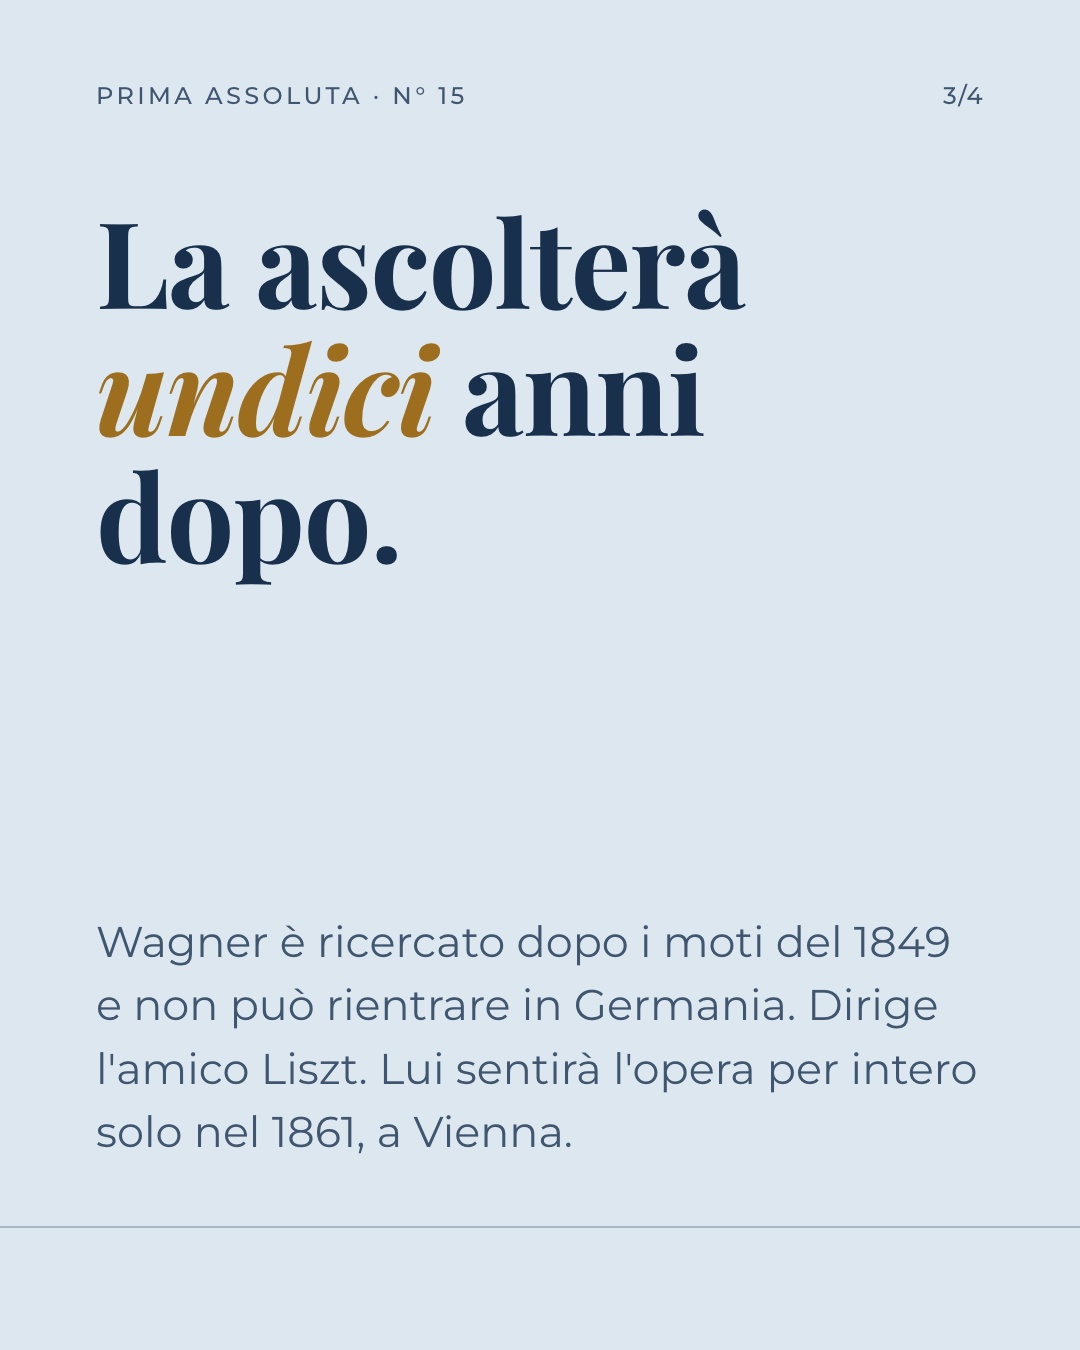 PRIMA ASSOLUTA · N° 15
3/4
La ascolterà
undici anni
dopo.
Wagner è ricercato dopo i moti del 1849
e non può rientrare in Germania. Dirige
l'amico Liszt. Lui sentirà l'opera per intero
solo nel 1861, a Vienna.